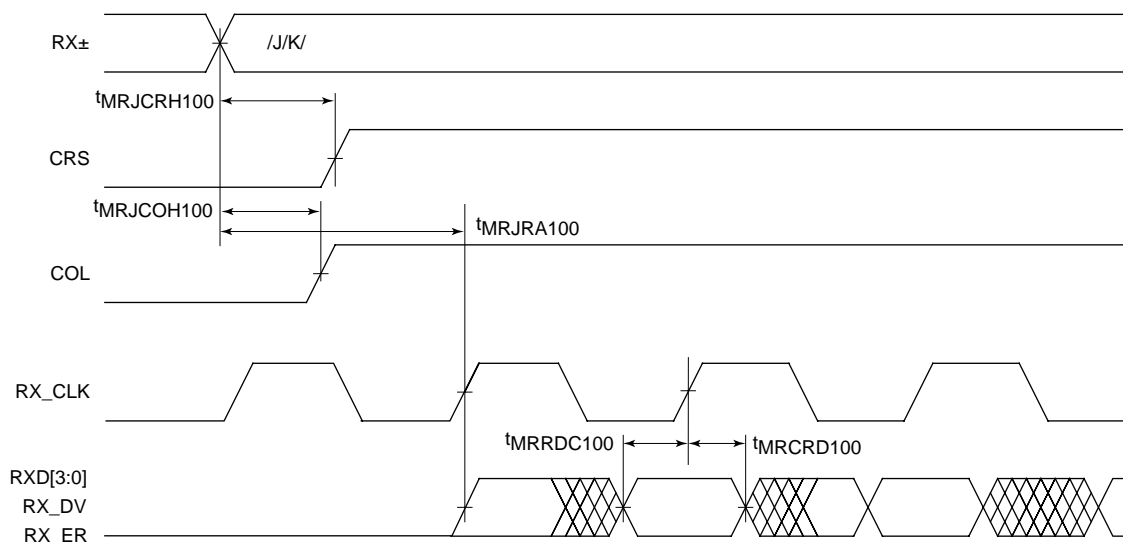 RX±
/J/K/
tMRJCRH100
CRS
tMRJCOH100
tMRJRA100
COL
RX_CLK
tMRRDC100
tMRCRD100
RXD[3:0]
RX_DV
RX_ER